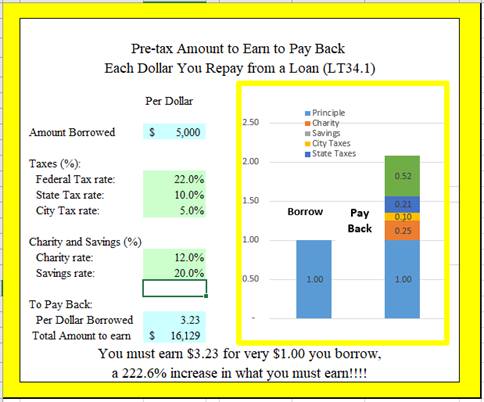 Pre-tax Amount to Earn to Pay Back
Each Dollar You Repay from a Loan (LT34.1)
Per Dollar
Amount Borrowed $ 5,000
Taxes (%):
Federal Tax rate: 22.0%
State Tax rate: 10.0%
City Tax rate: 5.0%
Charity and Savings (%)
Charity rate: 12.0%
Savings rate: 20.0%
To Pay Back:
Per Dollar Borrowed 3.23
Total Amount to earn $ 16,129
Principle
Charity
Savings
City Taxes
State Taxes
2.50
2.00
1.50
1.00
0.50
-
Borrow
Pay
Back
1.00
0.52
0.21
0.10
0.25
1.00
You must earn $3.23 for very $1.00 you borrow,
a 222.6% increase in what you must earn!!!!